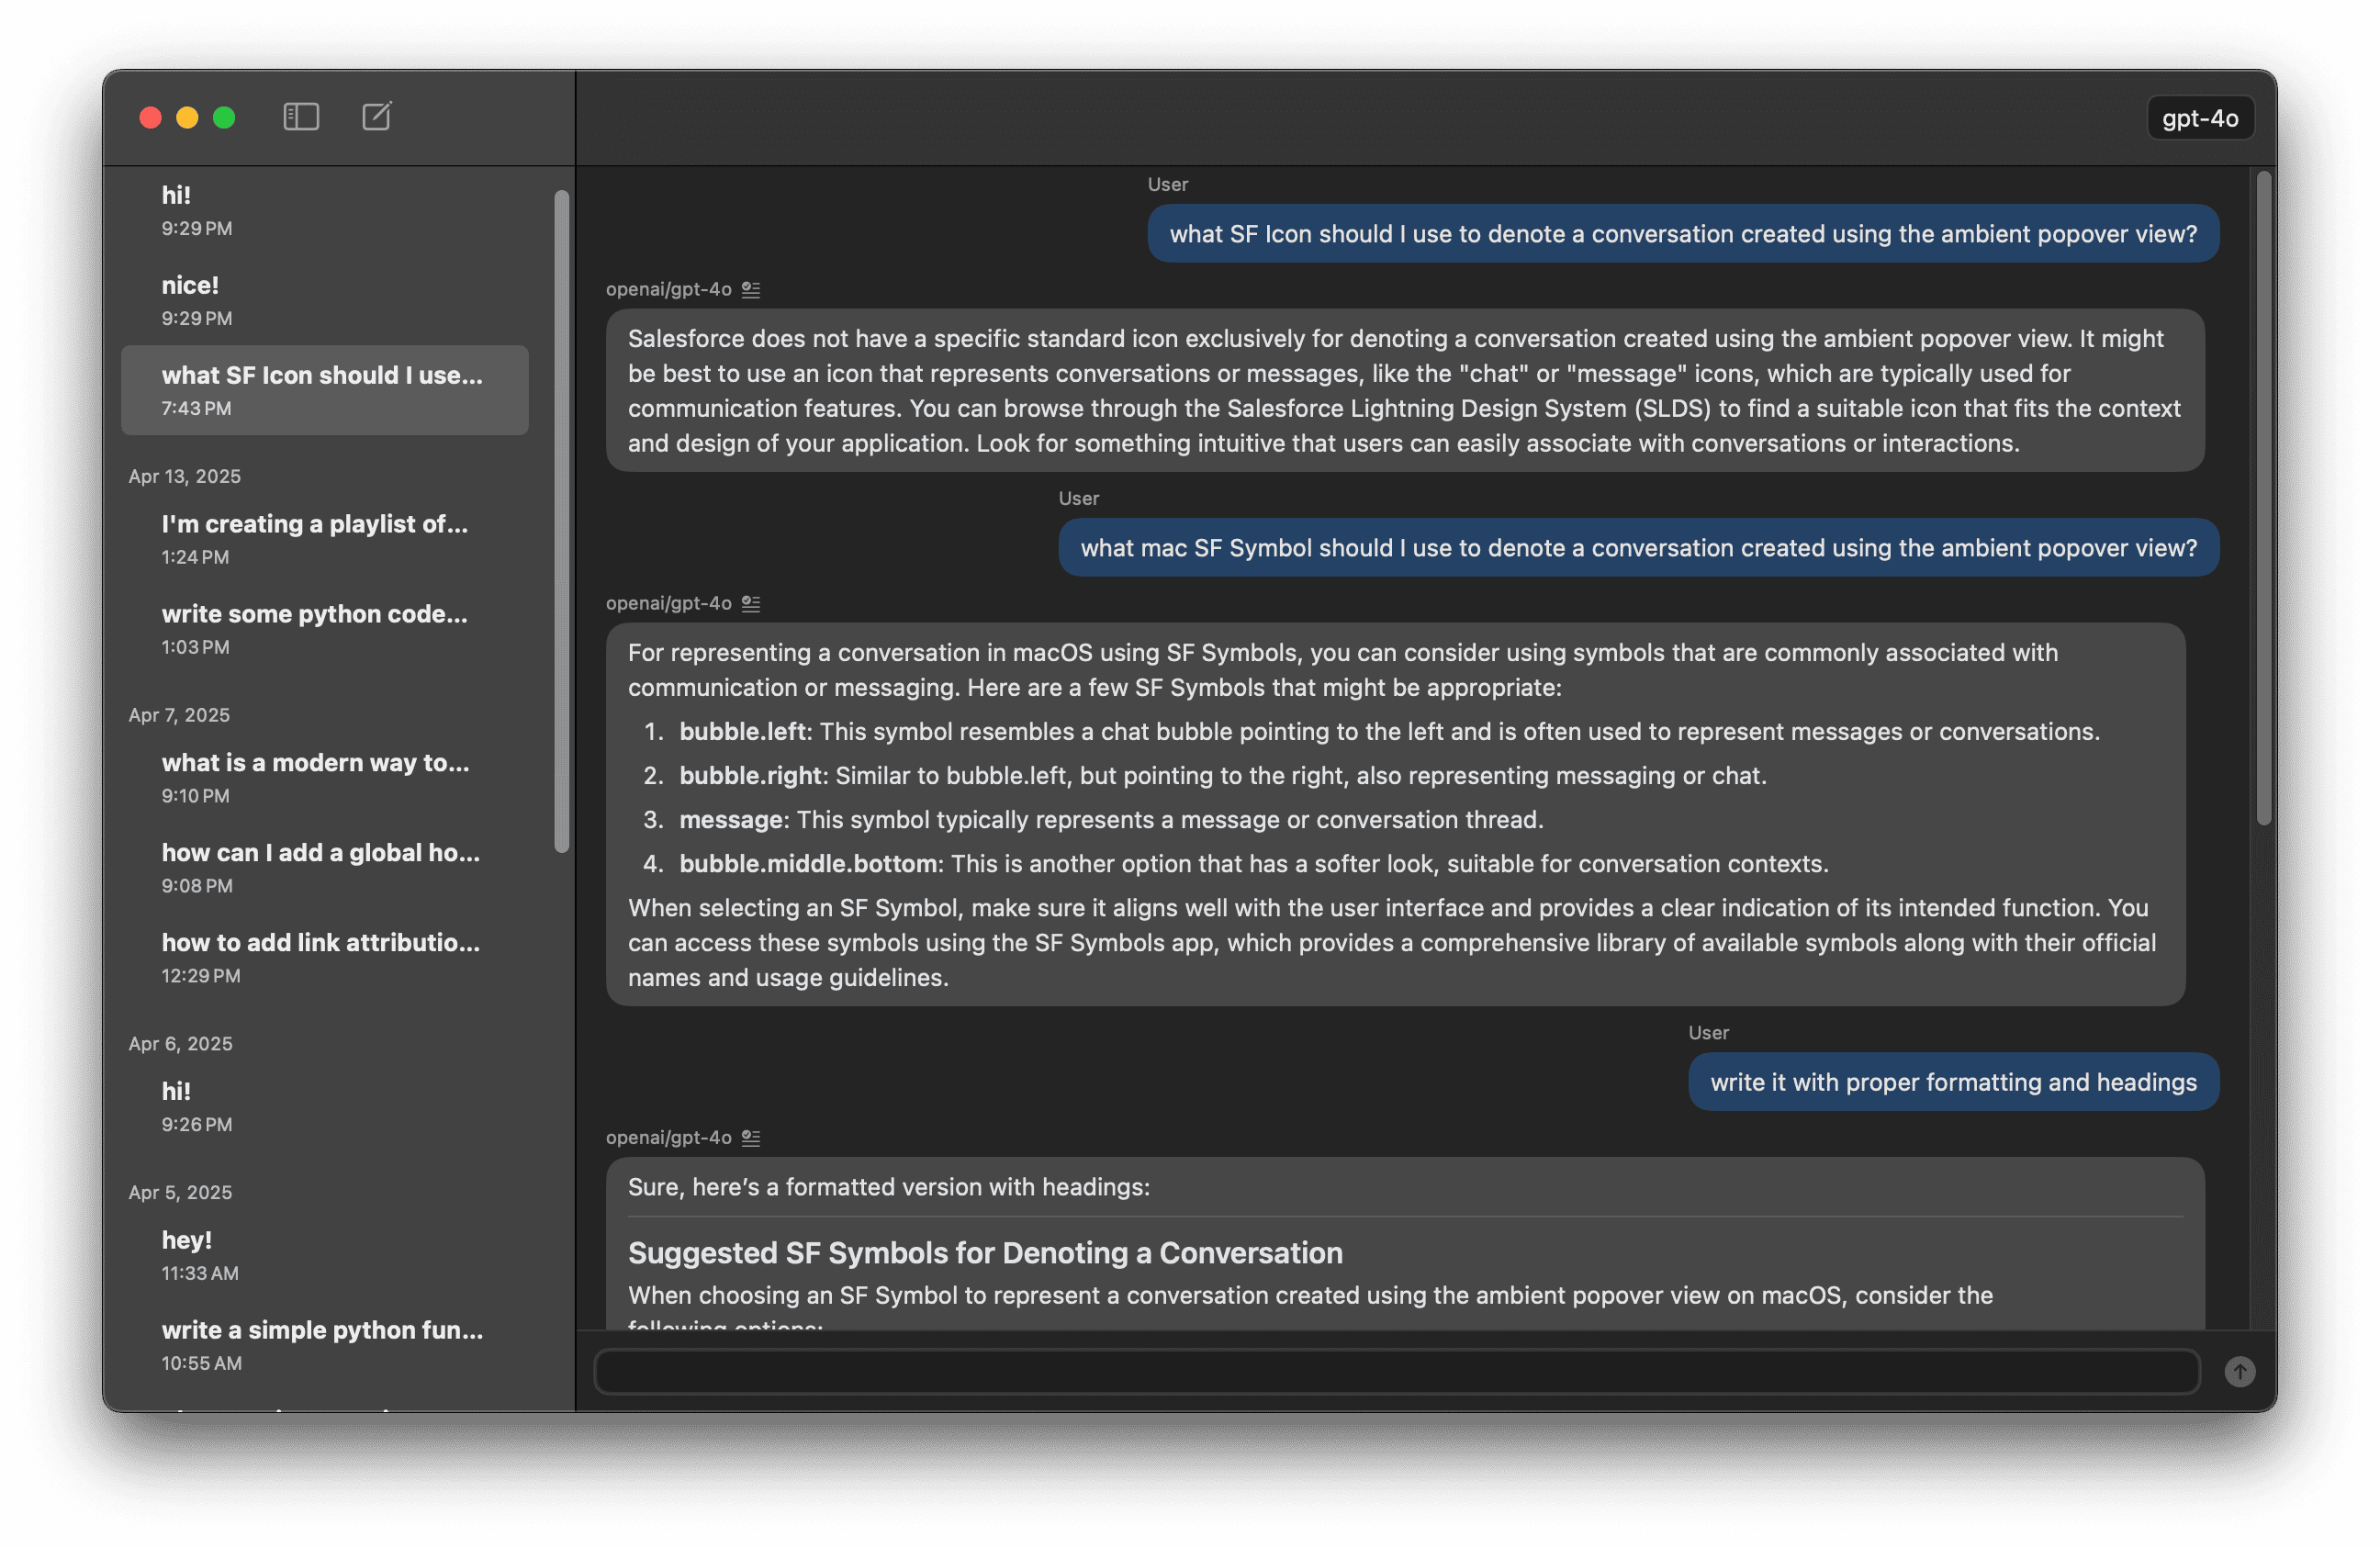 gpt-4o
hi!
9:29 PM
nice!
9:29 PM
what SF Icon should I use...
7:43 PM
Apr 13, 2025
I'm creating a playlist of...
1:24 PM
write some python code...
1:03 PM
Apr 7, 2025
what is a modern way to...
9:10 PM
how can I add a global ho...
9:08 PM
how to add link attributio...
12:29 PM
Apr 6, 2025
hi!
9:26 PM
Apr 5, 2025
hey!
11:33 AM
write a simple python fun...
10:55 AM
User
what SF Icon should I use to denote a conversation created using the ambient popover view?
openai/gpt-4o
Salesforce does not have a specific standard icon exclusively for denoting a conversation created using the ambient popover view. It might
be best to use an icon that represents conversations or messages, like the "chat" or "message" icons, which are typically used for
communication features. You can browse through the Salesforce Lightning Design System (SLDS) to find a suitable icon that fits the context
and design of your application. Look for something intuitive that users can easily associate with conversations or interactions.
User
what mac SF Symbol should I use to denote a conversation created using the ambient popover view?
openai/gpt-4o
For representing a conversation in macOS using SF Symbols, you can consider using symbols that are commonly associated with
communication or messaging. Here are a few SF Symbols that might be appropriate:
1. bubble.left: This symbol resembles a chat bubble pointing to the left and is often used to represent messages or conversations.
2. bubble.right: Similar to bubble.left, but pointing to the right, also representing messaging or chat.
3. message: This symbol typically represents a message or conversation thread.
4. bubble.middle.bottom: This is another option that has a softer look, suitable for conversation contexts.
When selecting an SF Symbol, make sure it aligns well with the user interface and provides a clear indication of its intended function. You
can access these symbols using the SF Symbols app, which provides a comprehensive library of available symbols along with their official
names and usage guidelines.
User
write it with proper formatting and headings
openai/gpt-4o
Sure, here’s a formatted version with headings:
Suggested SF Symbols for Denoting a Conversation
When choosing an SF Symbol to represent a conversation created using the ambient popover view on macOS, consider the
following options: